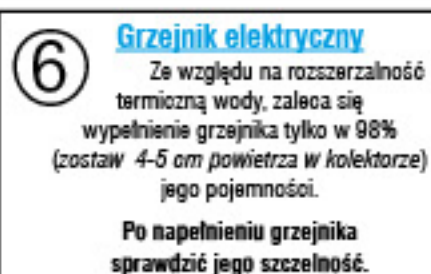 ⑥ Grzejnik elektryczny
Ze względu na rozszerzalność
termiczną wody, zaleca się
wypełnienie grzejnika tylko w 98%
(zostaw 4-5 cm powietrza w kolektorze)
jego pojemności.
Po napełnieniu grzejnika
sprawdzić jego szczelność.